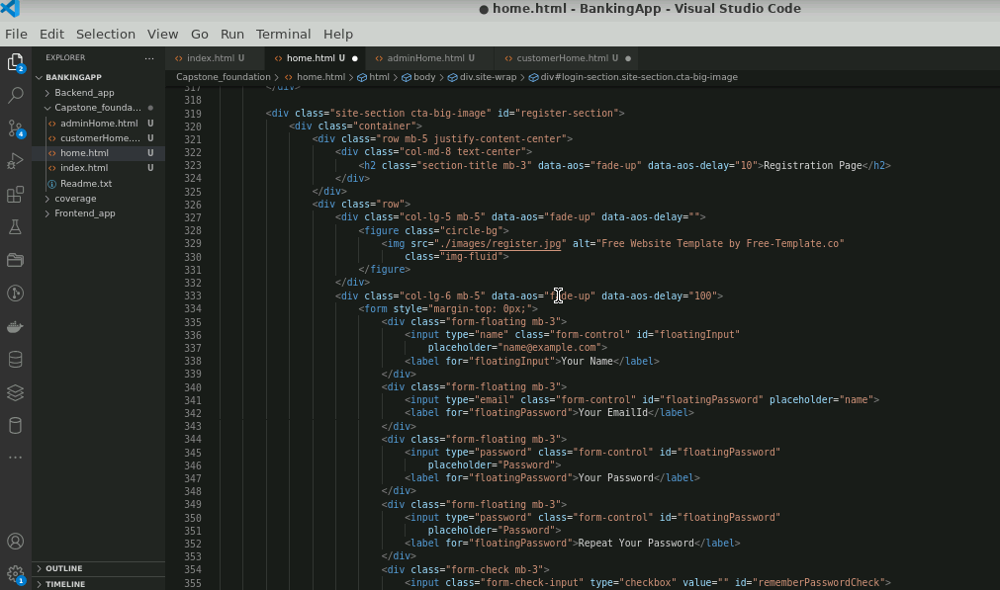 ● home.html - BankingApp - Visual Studio Code
File Edit Selection View Go Run Terminal Help
EXPLORER ...
index.html U
home.html U ●
adminHome.html U
customerHome.html U ●
Capstone_foundation > home.html > html > body > div.site-wrap > div#login-section.site-section.cta-big-image
2
BANKINGAPP
Backend_app
Capstone_founda...
adminHome.html U
customerHome.... U
home.html U
index.html U
Readme.txt
coverage
Frontend_app
OUTLINE
TIMELINE
1
317 </div>
318
319 <div class="site-section cta-big-image" id="register-section">
320 <div class="container">
321 <div class="row mb-5 justify-content-center">
322 <div class="col-md-8 text-center">
323 <h2 class="section-title mb-3" data-aos="fade-up" data-aos-delay="10">Registration Page</h2>
324 </div>
325 </div>
326 <div class="row">
327 <div class="col-lg-5 mb-5" data-aos="fade-up" data-aos-delay="">
328 <figure class="circle-bg">
329 <img src="./images/register.jpg" alt="Free Website Template by Free-Template.co"
330 class="img-fluid">
331 </figure>
332 </div>
333 <div class="col-lg-6 mb-5" data-aos="fade-up" data-aos-delay="100">
334 <form style="margin-top: 0px;">
335 <div class="form-floating mb-3">
336 <input type="name" class="form-control" id="floatingInput"
337 placeholder="name@example.com">
338 <label for="floatingInput">Your Name</label>
339 </div>
340 <div class="form-floating mb-3">
341 <input type="email" class="form-control" id="floatingPassword" placeholder="name">
342 <label for="floatingPassword">Your EmailId</label>
343 </div>
344 <div class="form-floating mb-3">
345 <input type="password" class="form-control" id="floatingPassword"
346 placeholder="Password">
347 <label for="floatingPassword">Your Password</label>
348 </div>
349 <div class="form-floating mb-3">
350 <input type="password" class="form-control" id="floatingPassword"
351 placeholder="Password">
352 <label for="floatingPassword">Repeat Your Password</label>
353 </div>
354 <div class="form-check mb-3">
355 <input class="form-check-input" type="checkbox" value="" id="rememberPasswordCheck">